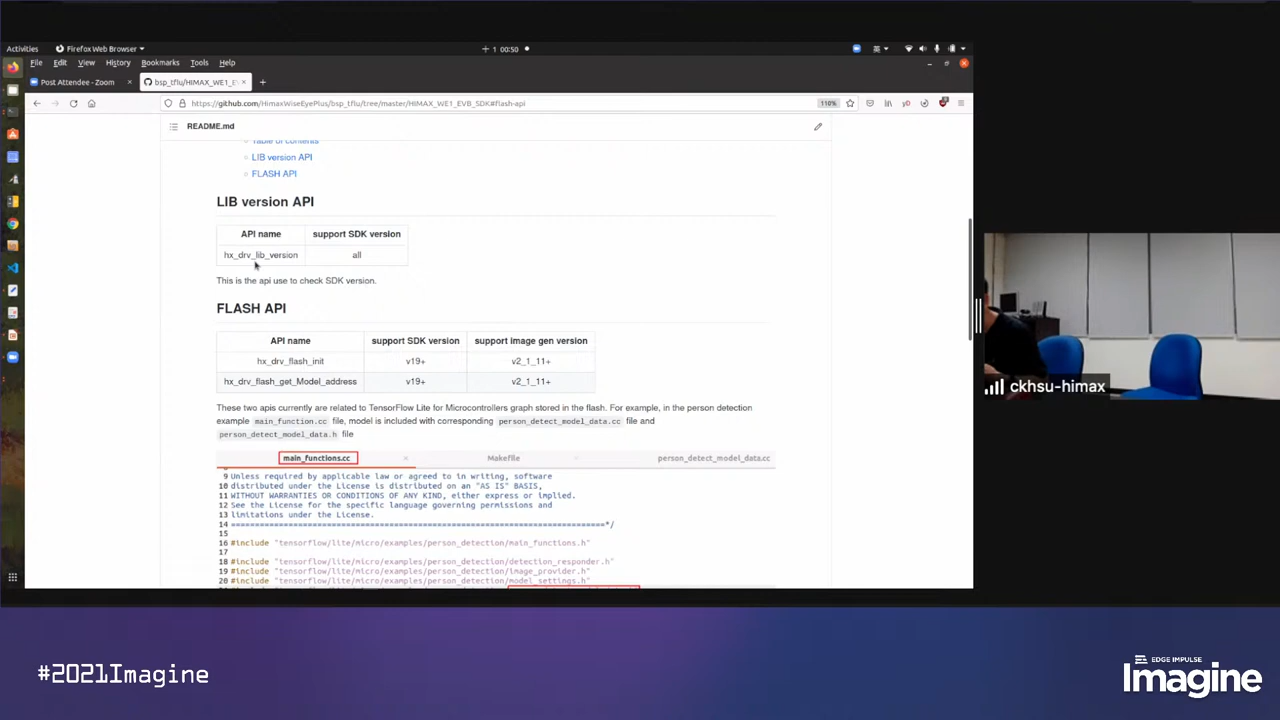 Activities Firefox Web Browser 1 00:50
File Edit View History Bookmarks Tools Help
Post Attendee - Zoom × bsp_tflu/HIMAX_WE1_EV × +
https://github.com/HimaxWiseEyePlus/bsp_tflu/tree/master/HIMAX_WE1_EVB_SDK#flash-api 110%
README.md
Table of contents
LIB version API
FLASH API
LIB version API
API name support SDK version
hx_drv_lib_version all
This is the api use to check SDK version.
FLASH API
API name support SDK version support image gen version
hx_drv_flash_init v19+ v2_1_11+
hx_drv_flash_get_Model_address v19+ v2_1_11+
These two apis currently are related to TensorFlow Lite for Microcontrollers graph stored in the flash. For example, in the person detection
example main_function.cc file, model is included with corresponding person_detect_model_data.cc file and
person_detect_model_data.h file
main_functions.cc × Makefile × person_detect_model_data.cc
9 Unless required by applicable law or agreed to in writing, software
10 distributed under the License is distributed on an "AS IS" BASIS,
11 WITHOUT WARRANTIES OR CONDITIONS OF ANY KIND, either express or implied.
12 See the License for the specific language governing permissions and
13 limitations under the License.
14 ==============================================================================*/
15
16 #include "tensorflow/lite/micro/examples/person_detection/main_functions.h"
17
18 #include "tensorflow/lite/micro/examples/person_detection/detection_responder.h"
19 #include "tensorflow/lite/micro/examples/person_detection/image_provider.h"
20 #include "tensorflow/lite/micro/examples/person_detection/model_settings.h"
ckhsu-himax
#2021Imagine
EDGE IMPULSE
Imagine